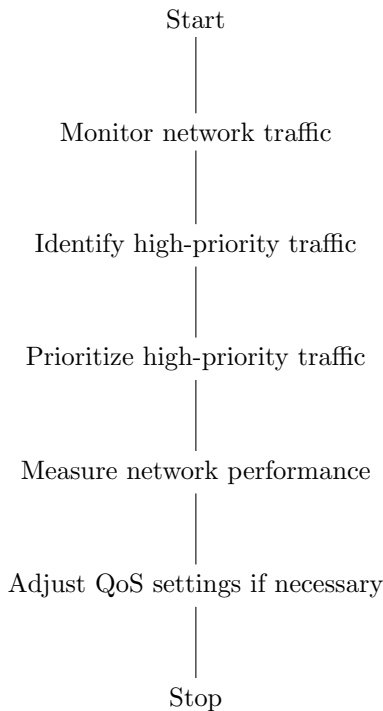 Start
Monitor network traffic
Identify high-priority traffic
Prioritize high-priority traffic
Measure network performance
Adjust QoS settings if necessary
Stop